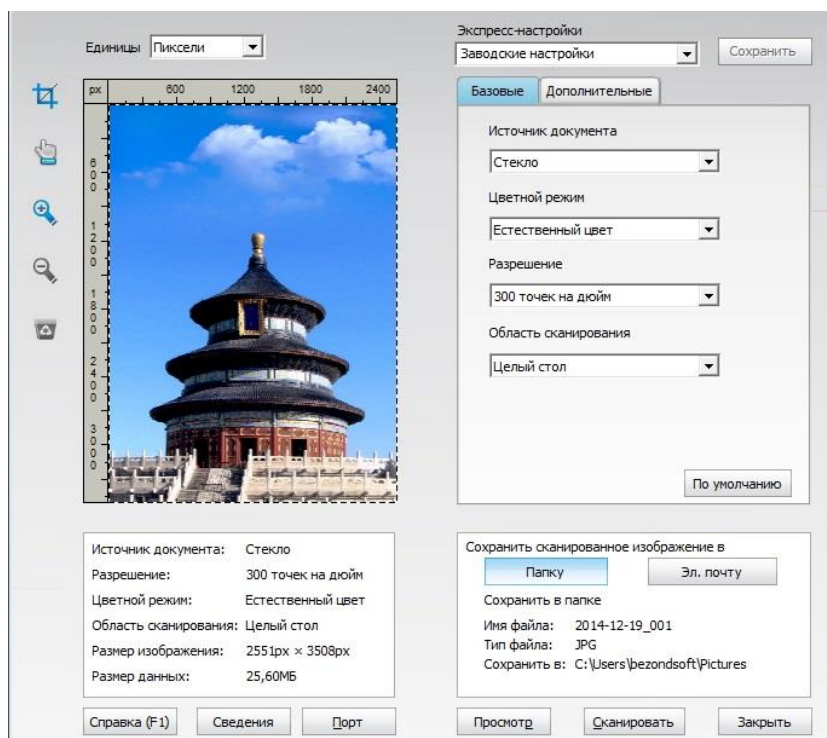 Экспресс-настройки
Единицы Пиксели
Заводские настройки
Сохранить
px 600 1200 1800 2400
600
1200
1800
2400
3000
Базовые Дополнительные
Источник документа
Стекло
Цветной режим
Естественный цвет
Разрешение
300 точек на дюйм
Область сканирования
Целый стол
По умолчанию
Источник документа: Стекло
Разрешение: 300 точек на дюйм
Цветной режим: Естественный цвет
Область сканирования: Целый стол
Размер изображения: 2551px × 3508px
Размер данных: 25,60МБ
Сохранить сканированное изображение в
Папку Эл. почту
Сохранить в папке
Имя файла: 2014-12-19_001
Тип файла: JPG
Сохранить в: C:\Users\bezondsoft\Pictures
Справка (F1) Сведения Порт
Просмотр Сканировать Закрыть